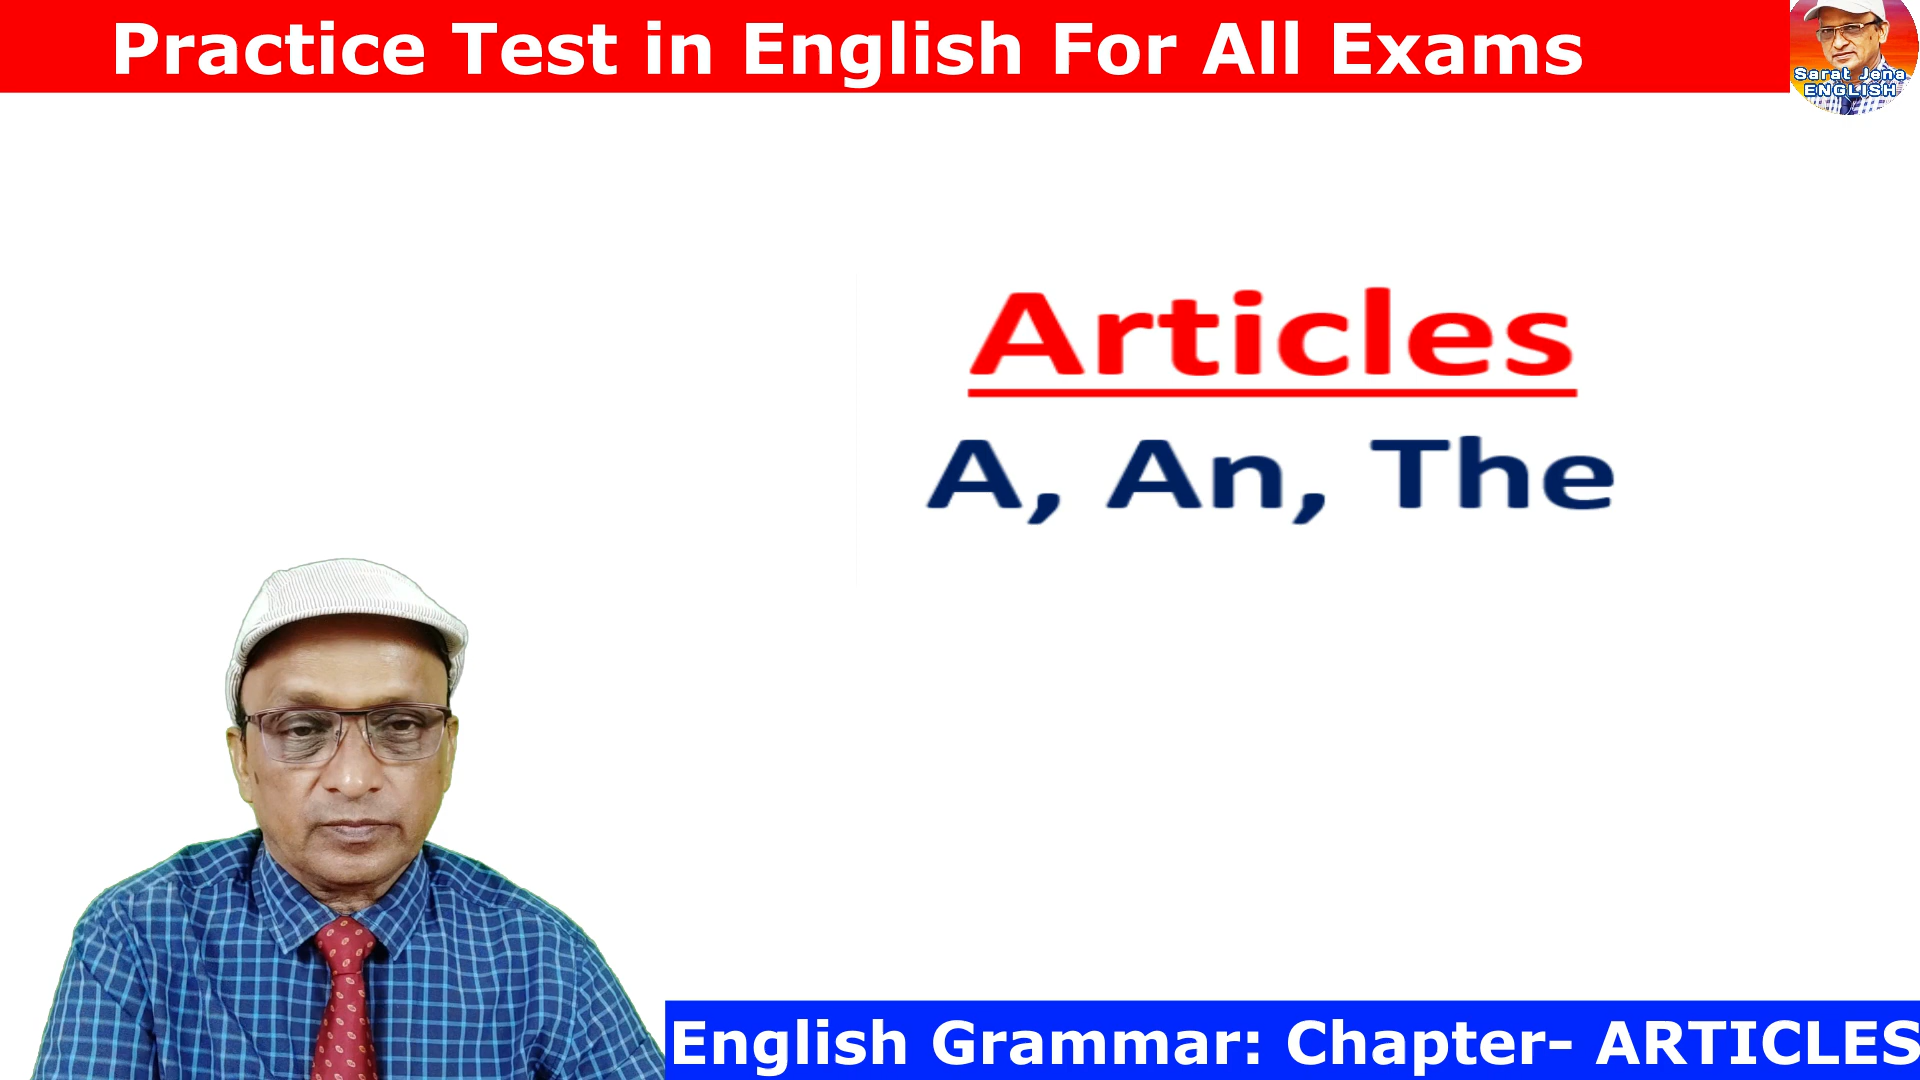 Practice Test in English For All Exams
Sarat Jena
ENGLISH
Articles
A, An, The
English Grammar: Chapter- ARTICLES